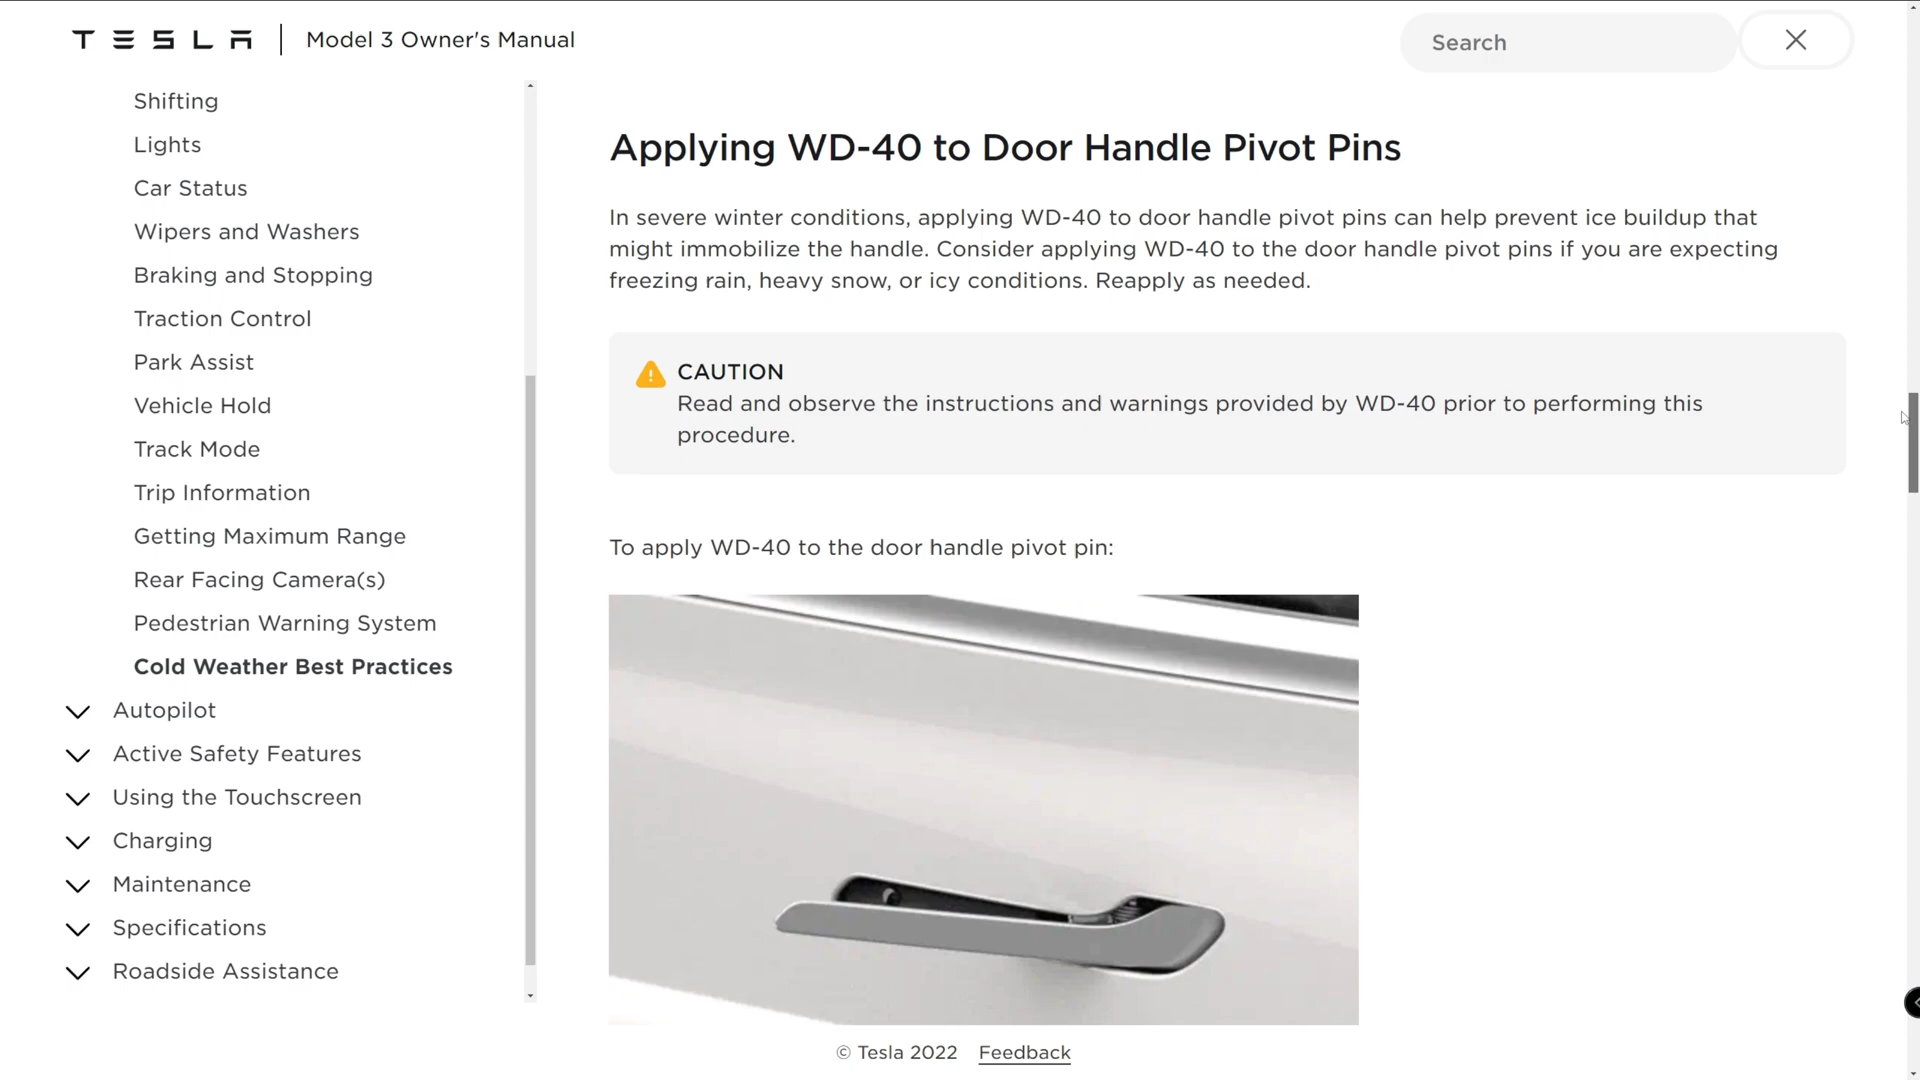 TESLA
Model 3 Owner's Manual
Search
Shifting
Lights
Car Status
Wipers and Washers
Braking and Stopping
Traction Control
Park Assist
Vehicle Hold
Track Mode
Trip Information
Getting Maximum Range
Rear Facing Camera(s)
Pedestrian Warning System
Cold Weather Best Practices
Autopilot
Active Safety Features
Using the Touchscreen
Charging
Maintenance
Specifications
Roadside Assistance
Applying WD-40 to Door Handle Pivot Pins
In severe winter conditions, applying WD-40 to door handle pivot pins can help prevent ice buildup that
might immobilize the handle. Consider applying WD-40 to the door handle pivot pins if you are expecting
freezing rain, heavy snow, or icy conditions. Reapply as needed.
CAUTION
Read and observe the instructions and warnings provided by WD-40 prior to performing this
procedure.
To apply WD-40 to the door handle pivot pin:
© Tesla 2022 Feedback